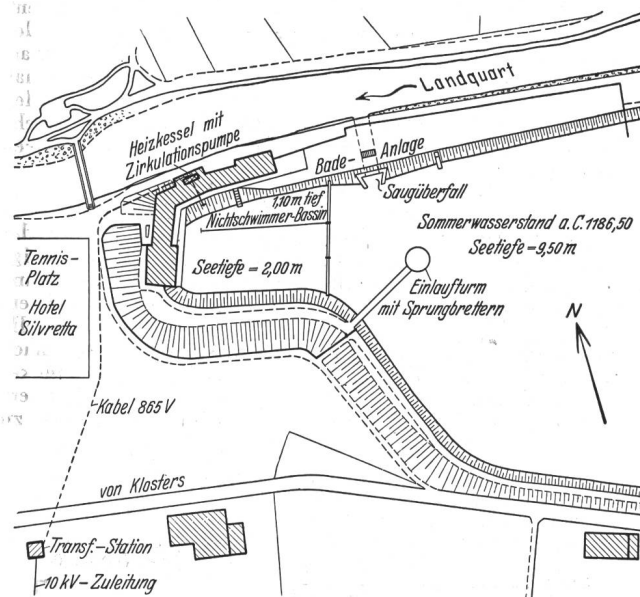 Landquart
Heizkessel mit
Zirkulationspumpe
Bade-Anlage
Saugüberfall
1,10 m tief
Nichtschwimmer-Bassin
Sommerwasserstand a.C. 1186,50
Seetiefe = 9,50 m
Seetiefe = 2,00 m
Einlaufturm
mit Sprungbrettern
Tennis-
Platz
Hotel
Silvretta
N
Kabel 865 V
von Klosters
Transf.-Station
10 kV-Zuleitung